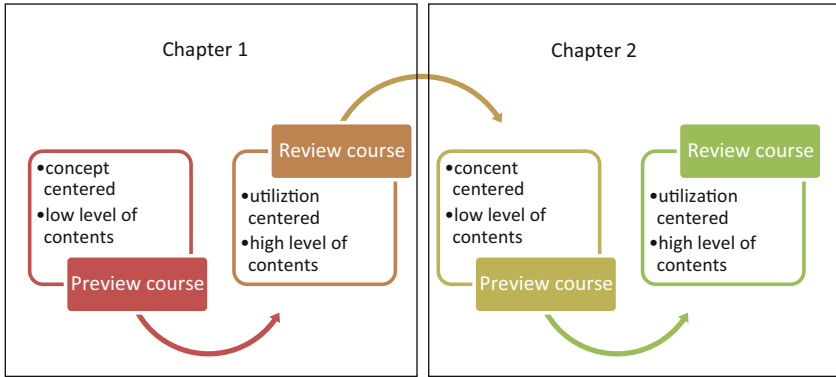 Chapter 1
•concept
centered
•low level of
contents
Preview course
Review course
•utiliztion
centered
•high level of
contents
Chapter 2
•concent
centered
•low level of
contents
Preview course
Review course
•utilization
centered
•high level of
contents